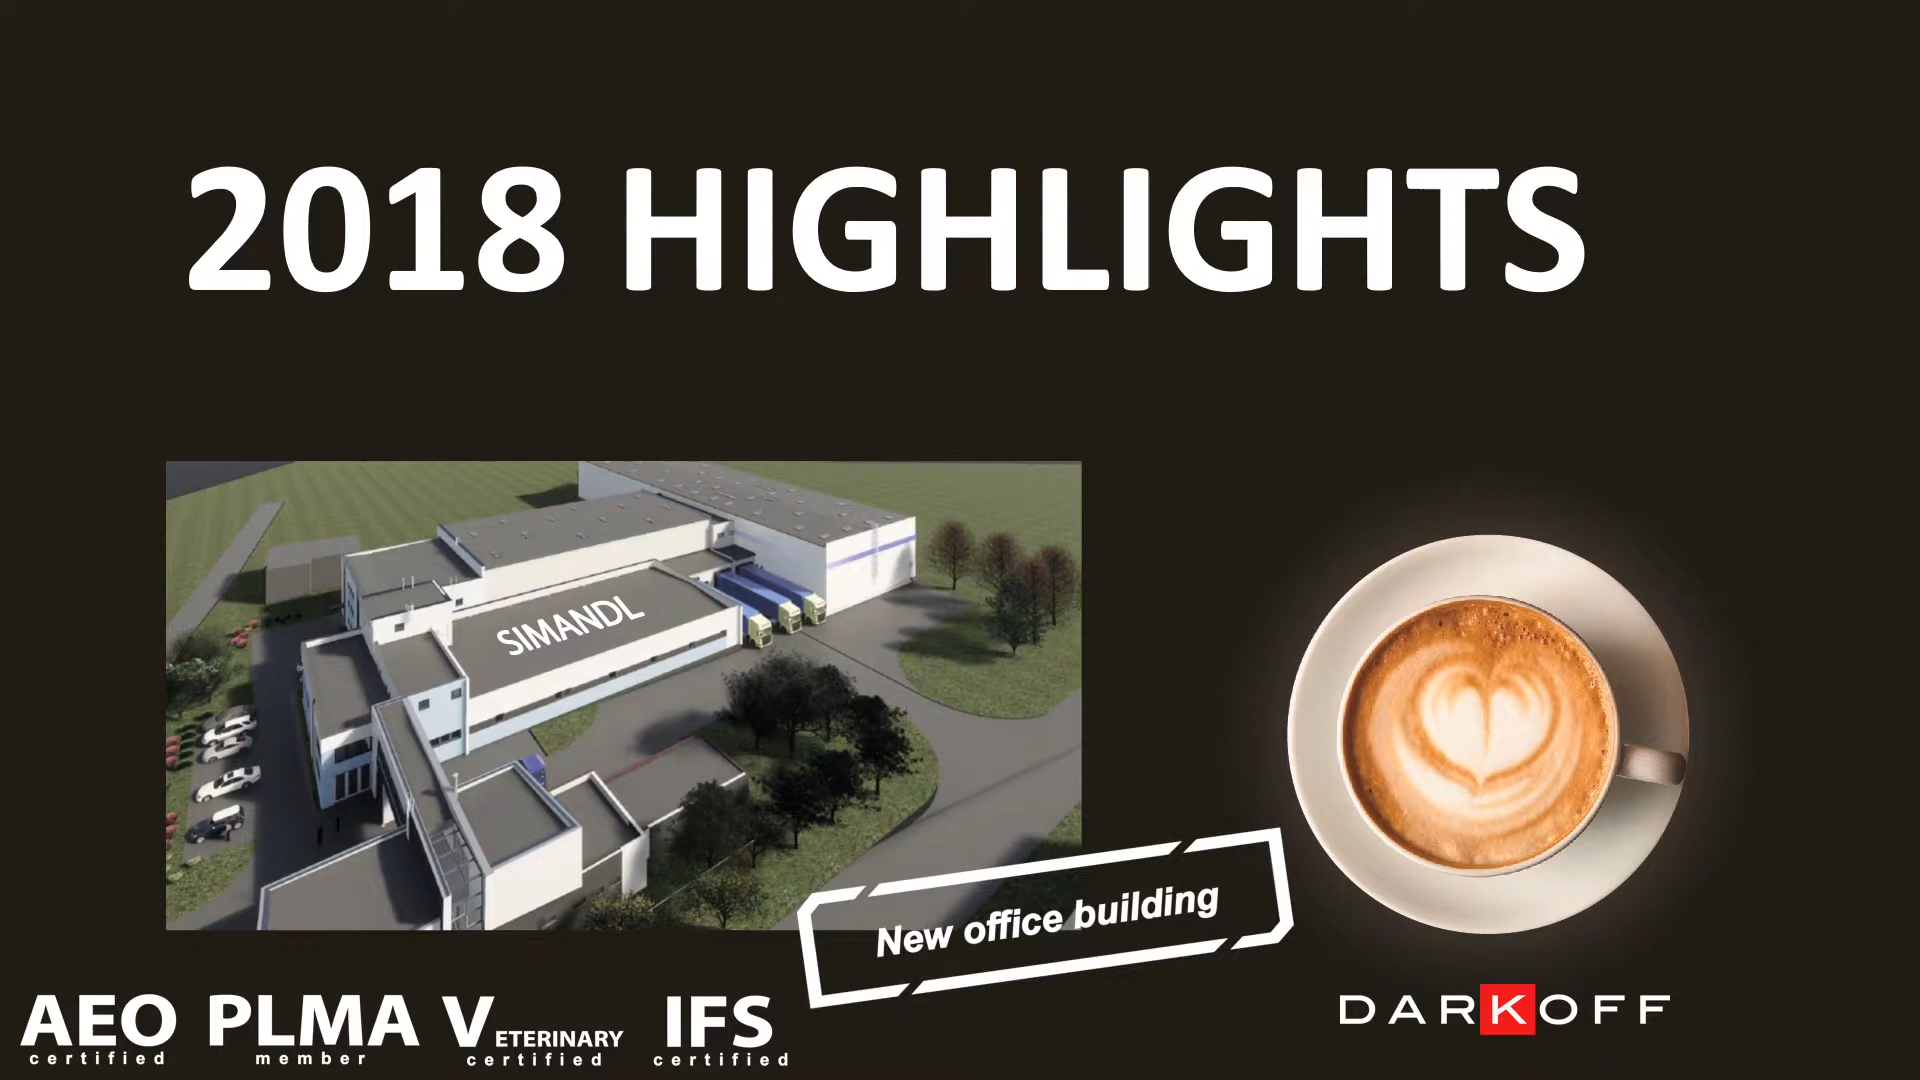 2018 HIGHLIGHTS
SIMANDL
New office building
AEO
certified
PLMA
member
VETERINARY
certified
IFS
certified
DARKOFF